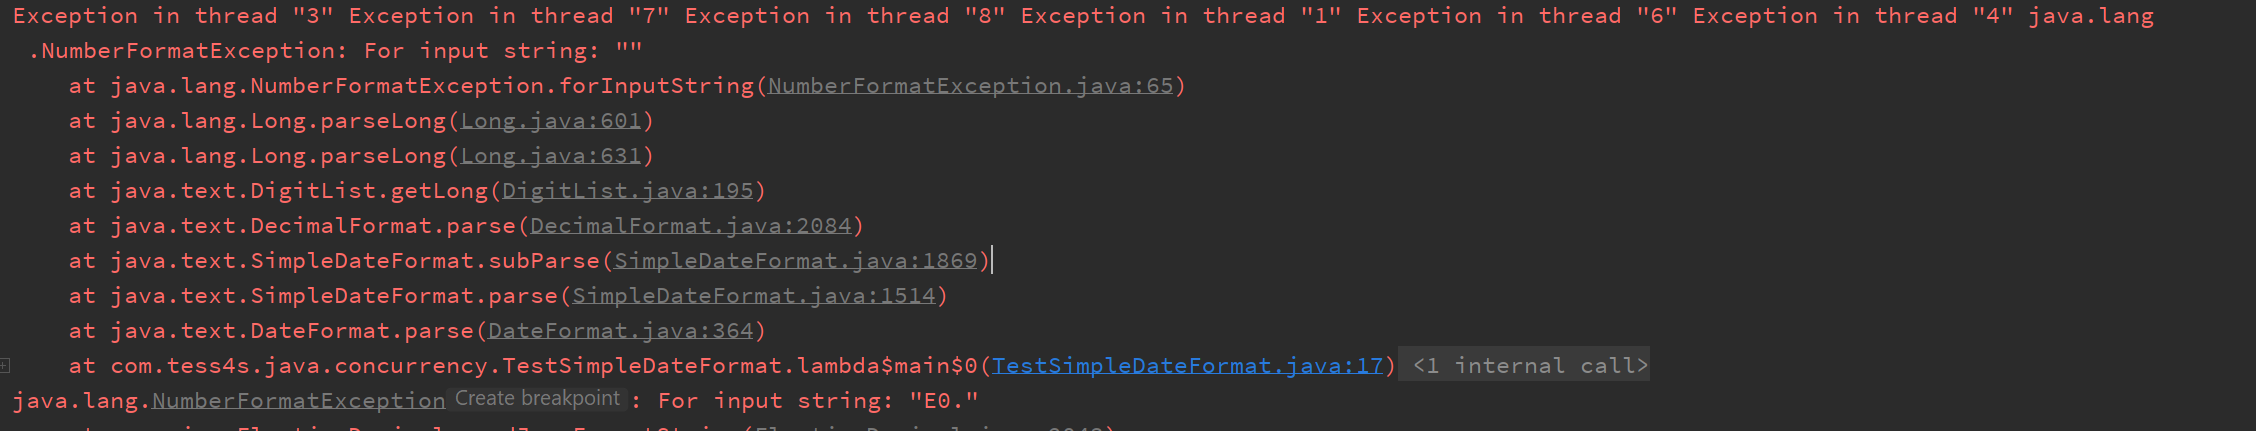 Exception in thread "3" Exception in thread "7" Exception in thread "8" Exception in thread "1" Exception in thread "6" Exception in thread "4" java.lang
.NumberFormatException: For input string: ""
at java.lang.NumberFormatException.forInputString(NumberFormatException.java:65)
at java.lang.Long.parseLong(Long.java:601)
at java.lang.Long.parseLong(Long.java:631)
at java.text.DigitList.getLong(DigitList.java:195)
at java.text.DecimalFormat.parse(DecimalFormat.java:2084)
at java.text.SimpleDateFormat.subParse(SimpleDateFormat.java:1869)
at java.text.SimpleDateFormat.parse(SimpleDateFormat.java:1514)
at java.text.DateFormat.parse(DateFormat.java:364)
at com.tess4s.java.concurrency.TestSimpleDateFormat.lambda$main$0(TestSimpleDateFormat.java:17) <1 internal call>
java.lang.NumberFormatException Create breakpoint : For input string: "E0."